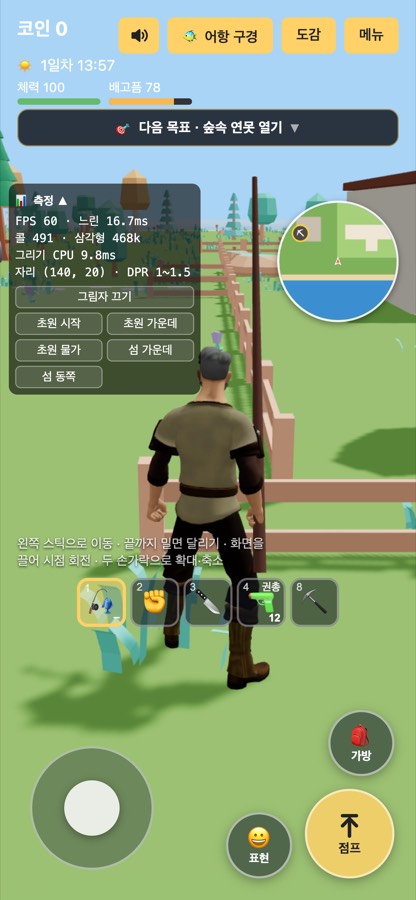 코인 0
어항 구경
도감
메뉴
1일차 13:57
체력 100
배고픔 78
다음 목표 · 숲속 연못 열기 ▼
측정 ▲
FPS 60 · 느린 16.7ms
콜 491 · 삼각형 468k
그리기 CPU 9.8ms
자리 (140, 20) · DPR 1~1.5
그림자 끄기
초원 시작
초원 가운데
초원 물가
섬 가운데
섬 동쪽
왼쪽 스틱으로 이동 · 끝까지 밀면 달리기 · 화면을
끌어 시점 회전 · 두 손가락으로 확대·축소
1
2
3
4 권총
12
8
가방
표현
점프